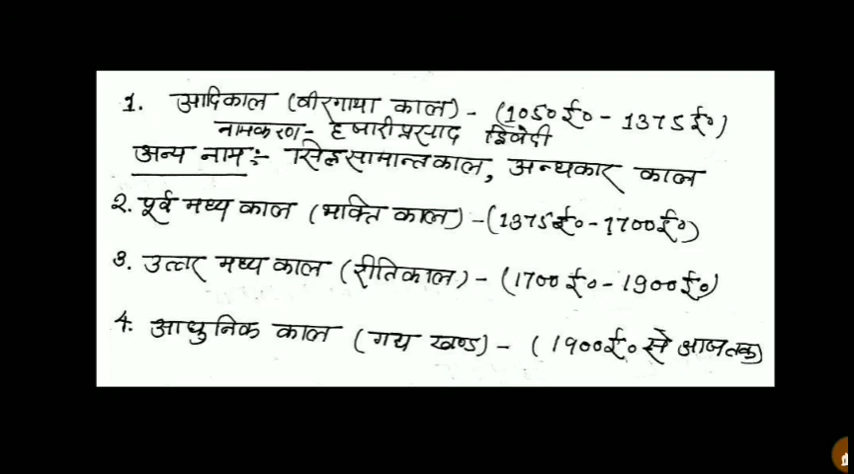 1. आदिकाल (वीरगाथा काल) - (1050 ई० - 1375 ई०)
नामकरण - हजारीप्रसाद द्विवेदी
अन्य नाम :- सिद्धसामान्तकाल, अन्धकार काल
2. पूर्व मध्य काल (भक्ति काल) - (1375 ई० - 1700 ई०)
3. उत्तर मध्य काल (रीतिकाल) - (1700 ई० - 1900 ई०)
4. आधुनिक काल (गद्य खण्ड) - (1900 ई० से आजतक)